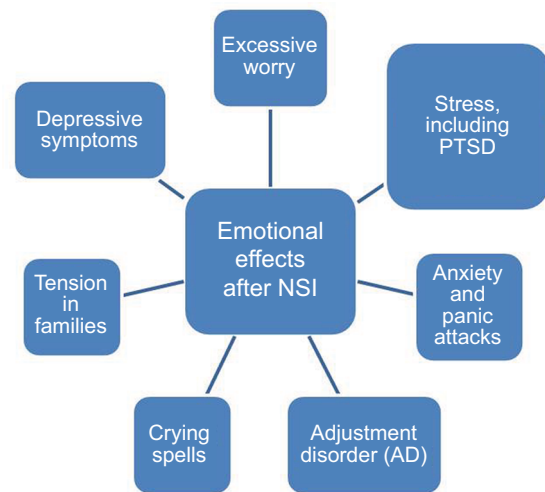 Excessive
worry
Stress,
including
PTSD
Depressive
symptoms
Emotional
effects
after NSI
Tension
in
families
Anxiety
and
panic
attacks
Crying
spells
Adjustment
disorder (AD)